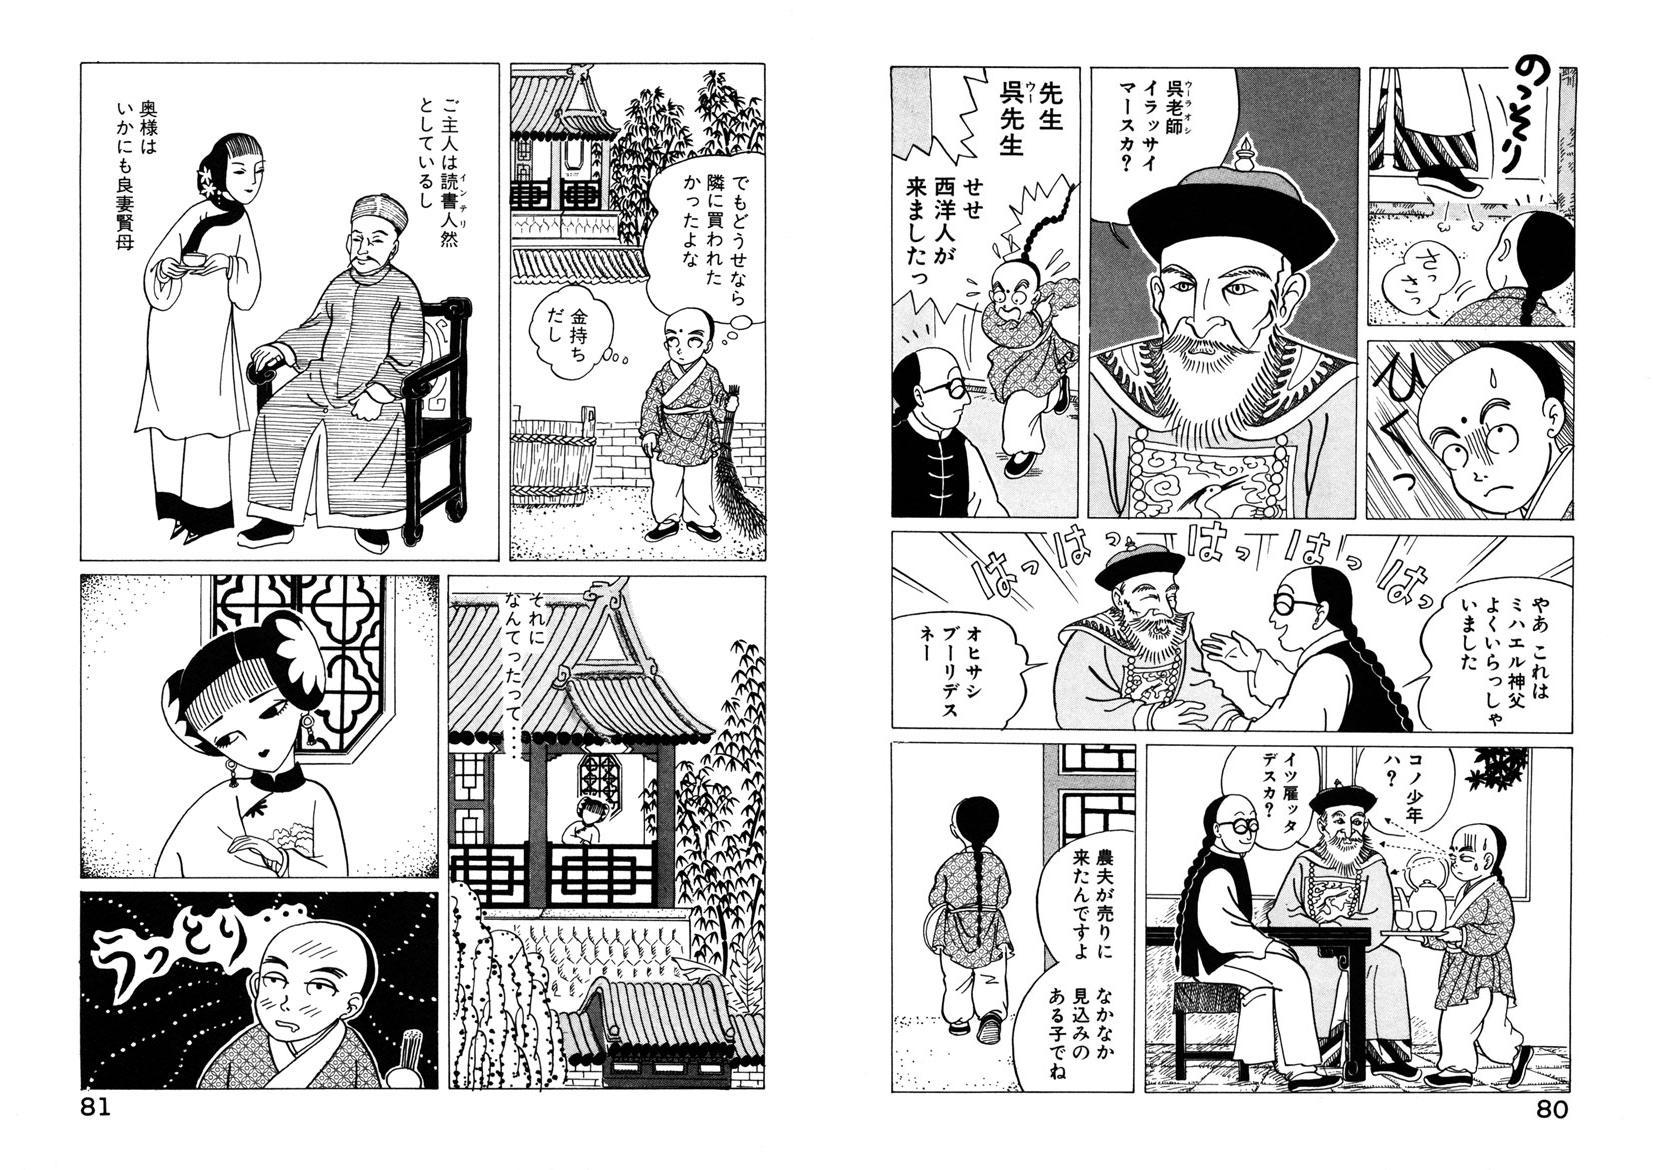 のっそり
さっ
さっ
びくっ
呉老師
ウーラオシ
イラッサイ
マースカ?
先生
呉先生
ウー
せせ
西洋人が
来ましたっ
やあ これは
ミハエル神父
よくいらっしゃ
いました
はっ
はっ
はっ
はっ
はっ
オヒサシ
ブーリデス
ネー
コノ少年
ハ?
イツ雇ッタ
デスカ?
農夫が売りに
来たんですよ
なかなか
見込みの
ある子でね
80
でもどうせなら
隣に買われた
かったよな
金持ち
だし
ご主人は読書人然
インテリ
としているし
奥様は
いかにも良妻賢母
それに
なんてったって‥‥
うっとり
81